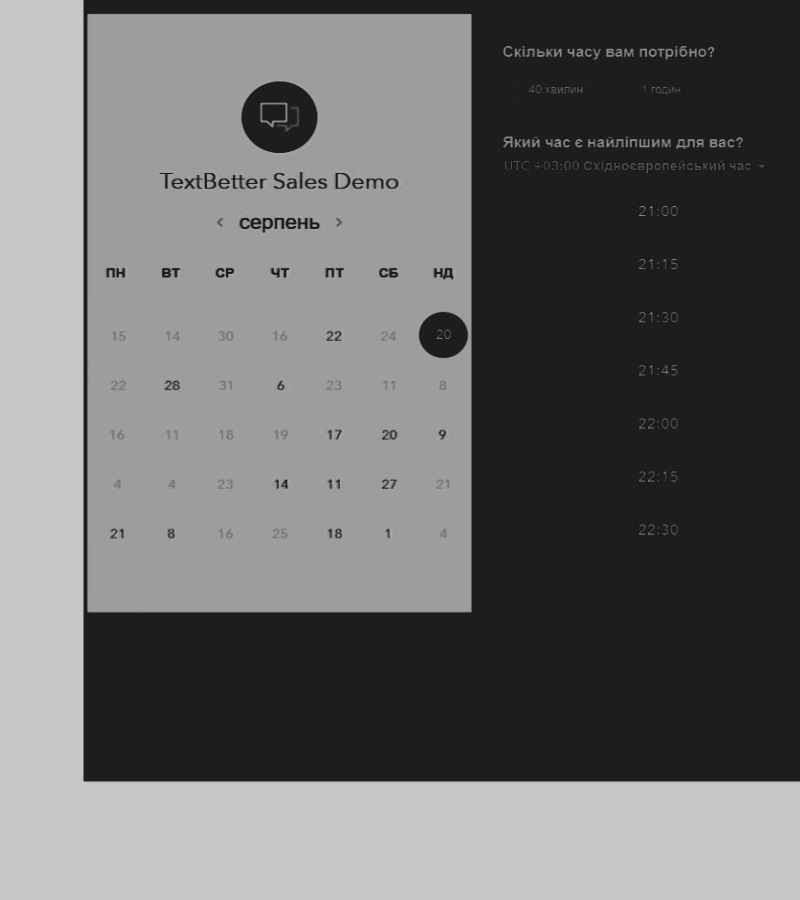 TextBetter Sales Demo
< серпень >
ПН ВТ СР ЧТ ПТ СБ НД
15 14 30 16 22 24 20
22 28 31 6 23 11 8
16 11 18 19 17 20 9
4 4 23 14 11 27 21
21 8 16 25 18 1 4
Скільки часу вам потрібно?
40 хвилин 1 годин
Який час є найліпшим для вас?
UTC +03:00 Східноєвропейський час
21:00
21:15
21:30
21:45
22:00
22:15
22:30